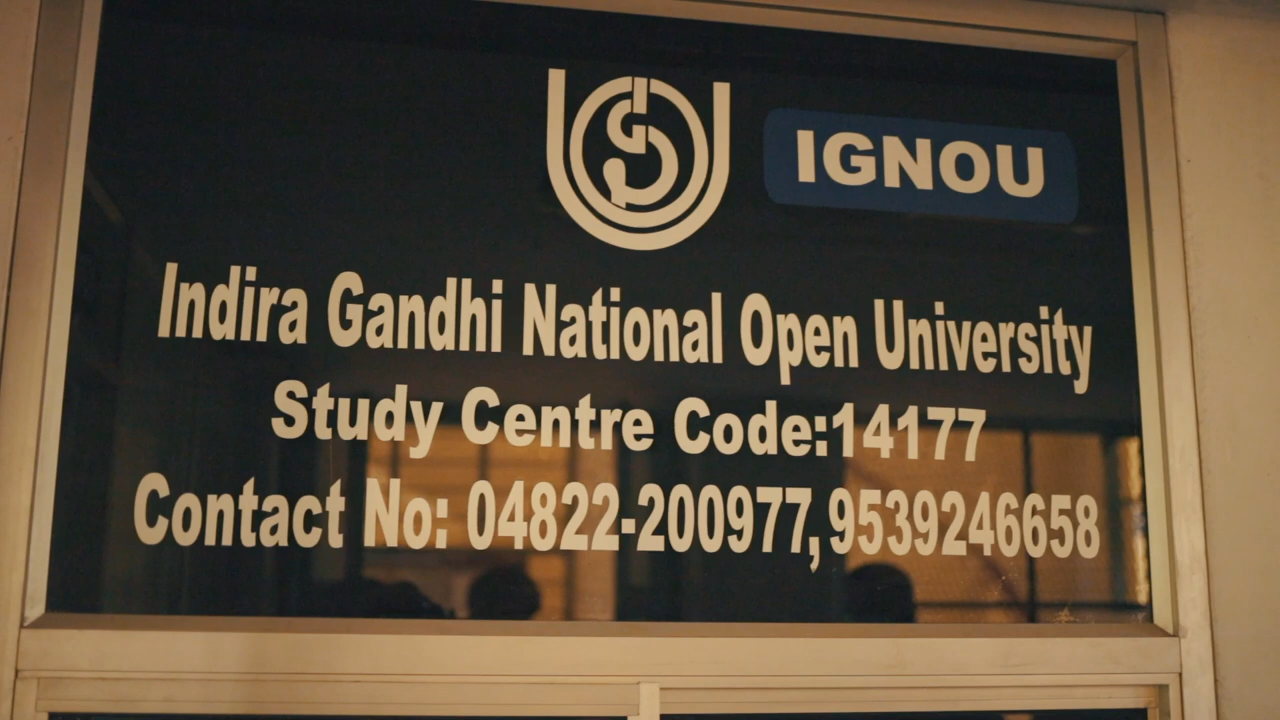 IGNOU
Indira Gandhi National Open University
Study Centre Code:14177
Contact No: 04822-200977,9539246658